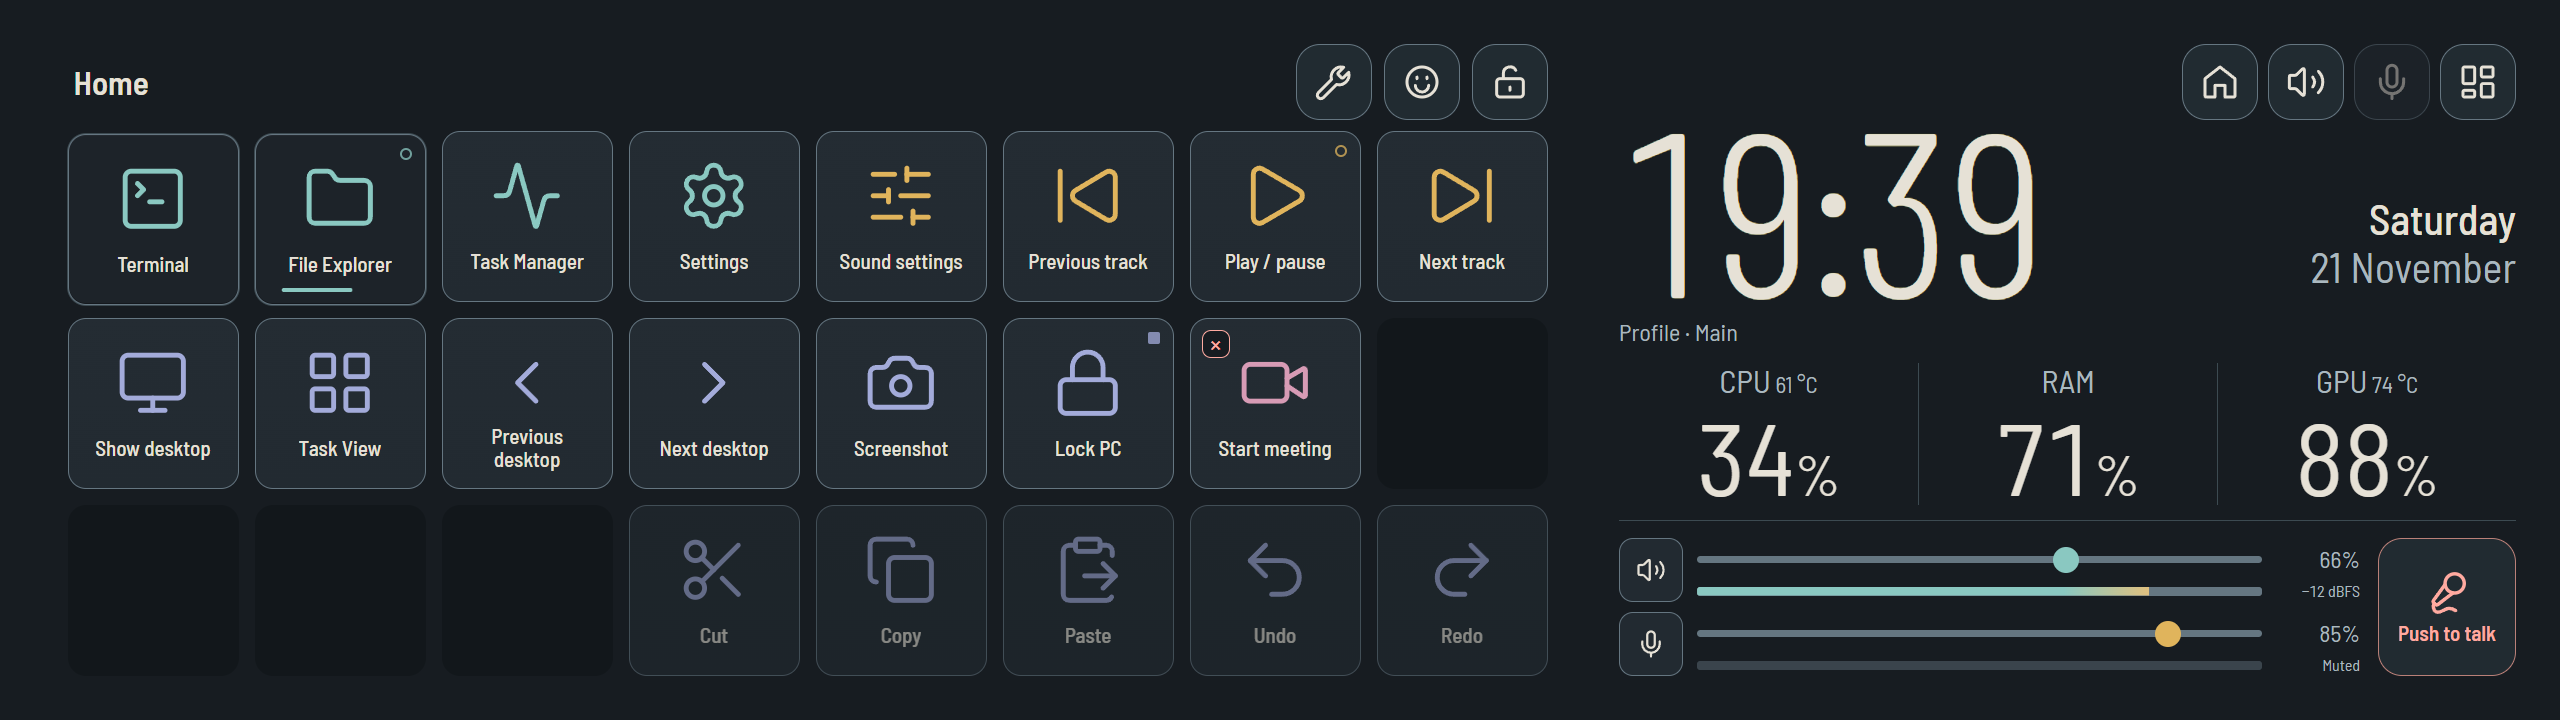 Home
Terminal
File Explorer
Task Manager
Settings
Sound settings
Previous track
Play / pause
Next track
Show desktop
Task View
Previous
desktop
Next desktop
Screenshot
Lock PC
Start meeting
Cut
Copy
Paste
Undo
Redo
19:39
Saturday
21 November
Profile · Main
CPU 61 °C
34%
RAM
71%
GPU 74 °C
88%
66%
−12 dBFS
85%
Muted
Push to talk